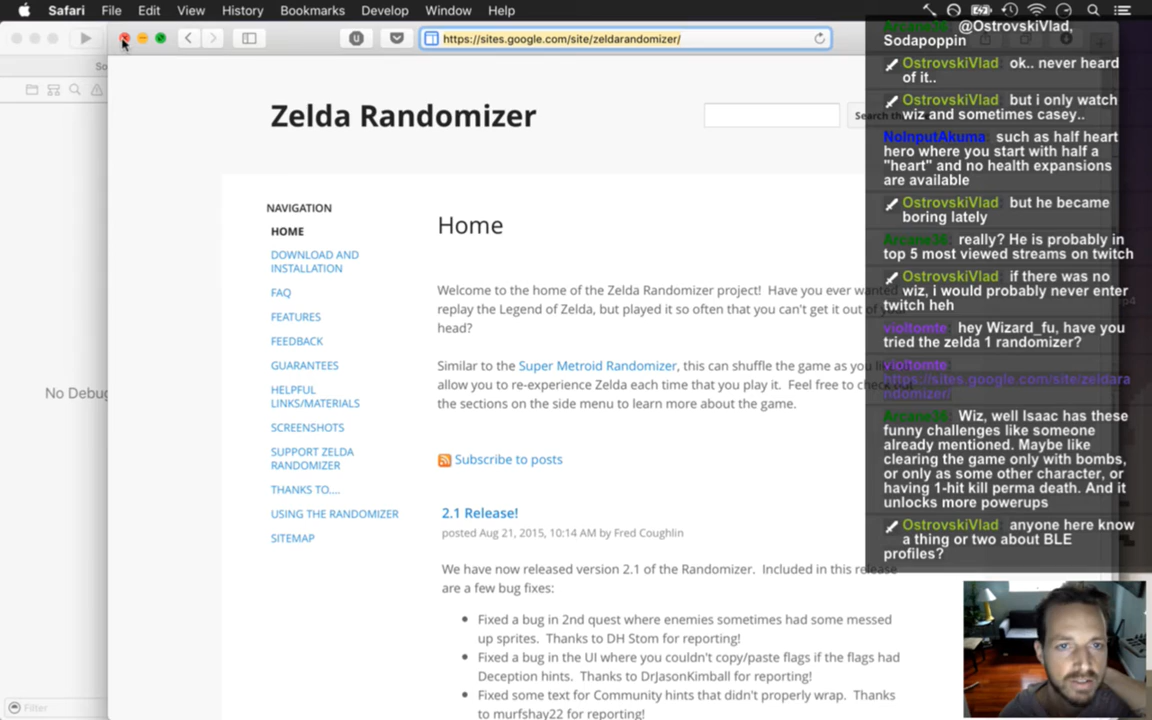 Safari File Edit View History Bookmarks Develop Window Help
https://sites.google.com/site/zeldarandomizer/
So
Zelda Randomizer
Search th
NAVIGATION
HOME
DOWNLOAD AND
INSTALLATION
FAQ
FEATURES
FEEDBACK
GUARANTEES
HELPFUL
LINKS/MATERIALS
SCREENSHOTS
SUPPORT ZELDA
RANDOMIZER
THANKS TO....
USING THE RANDOMIZER
SITEMAP
No Debug
Filter
Home
Welcome to the home of the Zelda Randomizer project! Have you ever wanted
replay the Legend of Zelda, but played it so often that you can't get it out of your
head?
Similar to the Super Metroid Randomizer, this can shuffle the game as you like
allow you to re-experience Zelda each time that you play it. Feel free to check out
the sections on the side menu to learn more about the game.
Subscribe to posts
2.1 Release!
posted Aug 21, 2015, 10:14 AM by Fred Coughlin
We have now released version 2.1 of the Randomizer. Included in this release
are a few bug fixes:
Fixed a bug in 2nd quest where enemies sometimes had some messed
up sprites. Thanks to DH Stom for reporting!
Fixed a bug in the UI where you couldn't copy/paste flags if the flags had
Deception hints. Thanks to DrJasonKimball for reporting!
Fixed some text for Community hints that didn't properly wrap. Thanks
to murfshay22 for reporting!
Arcane36: @OstrovskiVlad,
Sodapoppin
OstrovskiVlad: ok.. never heard
of it..
OstrovskiVlad: but i only watch
wiz and sometimes casey..
NoInputAkuma: such as half heart
hero where you start with half a
"heart" and no health expansions
are available
OstrovskiVlad: but he became
boring lately
Arcane36: really? He is probably in
top 5 most viewed streams on twitch
OstrovskiVlad: if there was no
wiz, i would probably never enter
twitch heh
violtomte: hey Wizard_fu, have you
tried the zelda 1 randomizer?
violtomte:
https://sites.google.com/site/zeldara
ndomizer/
Arcane36: Wiz, well Isaac has these
funny challenges like someone
already mentioned. Maybe like
clearing the game only with bombs,
or only as some other character, or
having 1-hit kill perma death. And it
unlocks more powerups
OstrovskiVlad: anyone here know
a thing or two about BLE
profiles?